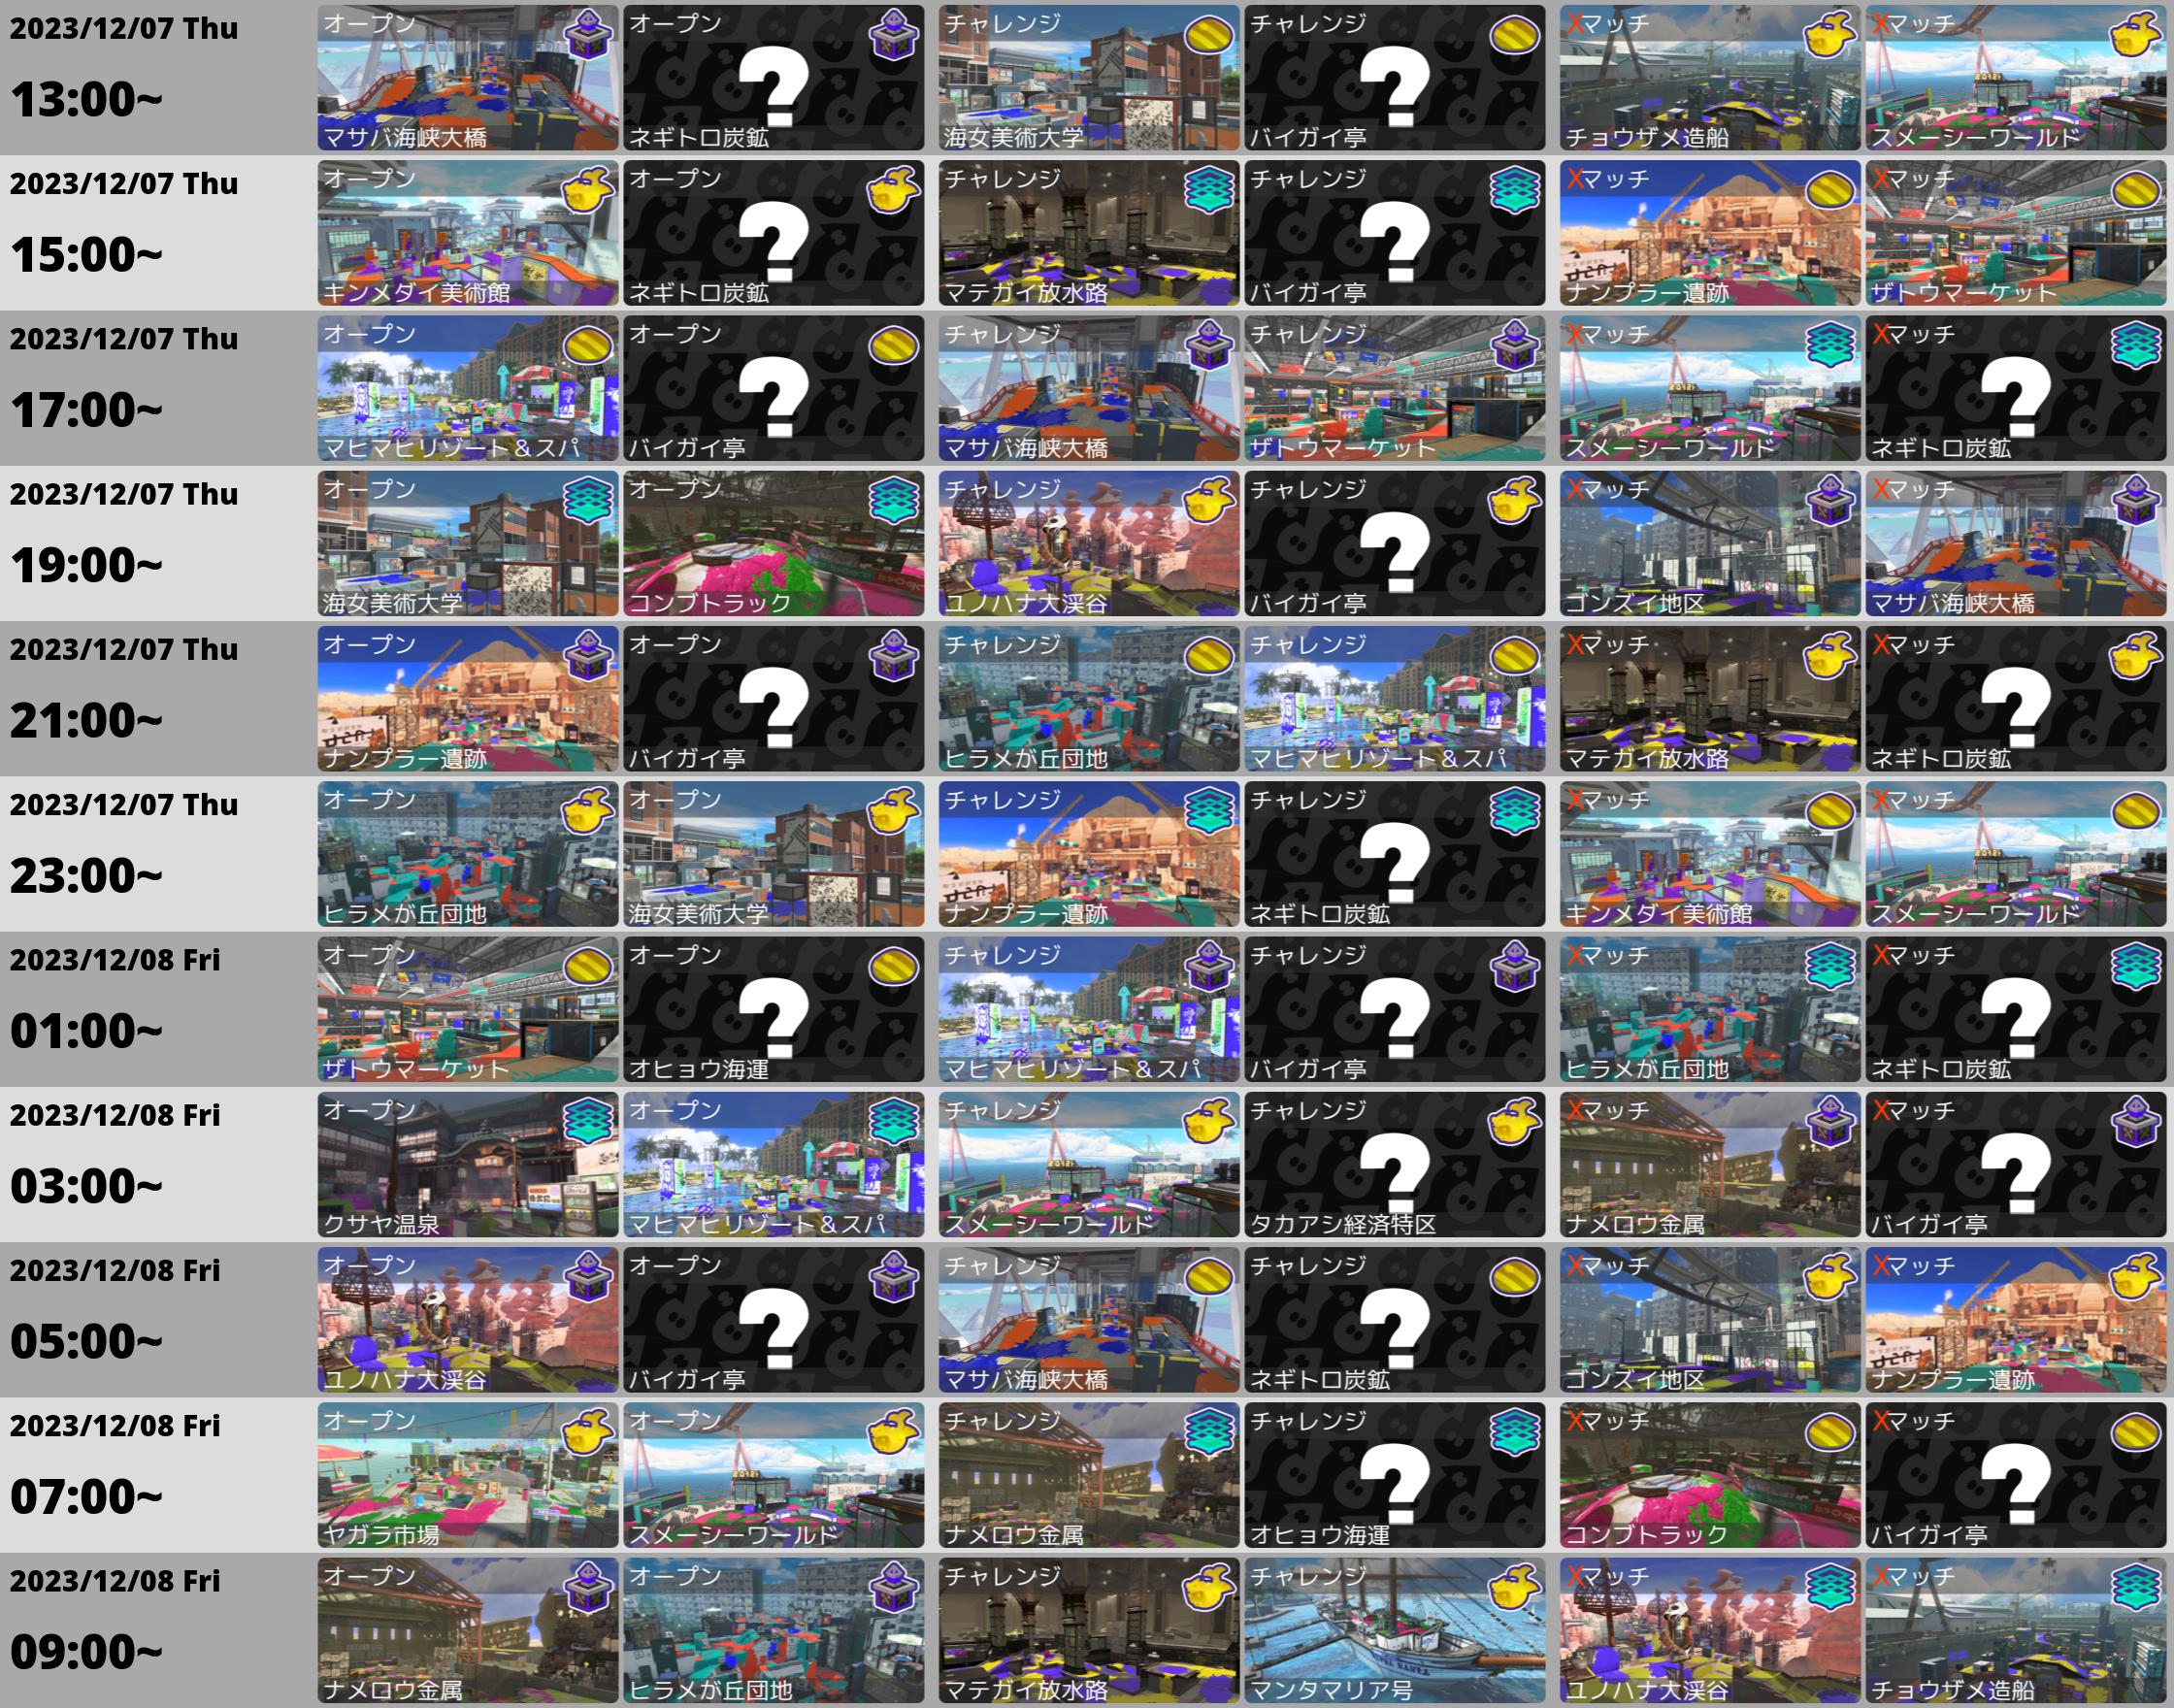 2023/12/07 Thu
13:00~
オープン
マサバ海峡大橋
オープン
ネギトロ炭鉱
チャレンジ
海女美術大学
チャレンジ
バイガイ亭
Xマッチ
チョウザメ造船
Xマッチ
スメーシーワールド
2023/12/07 Thu
15:00~
オープン
キンメダイ美術館
オープン
ネギトロ炭鉱
チャレンジ
マテガイ放水路
チャレンジ
バイガイ亭
Xマッチ
ナンプラー遺跡
Xマッチ
ザトウマーケット
2023/12/07 Thu
17:00~
オープン
マヒマヒリゾート＆スパ
オープン
バイガイ亭
チャレンジ
マサバ海峡大橋
チャレンジ
ザトウマーケット
Xマッチ
スメーシーワールド
Xマッチ
ネギトロ炭鉱
2023/12/07 Thu
19:00~
オープン
海女美術大学
オープン
コンブトラック
チャレンジ
ユノハナ大渓谷
チャレンジ
バイガイ亭
Xマッチ
ゴンズイ地区
Xマッチ
マサバ海峡大橋
2023/12/07 Thu
21:00~
オープン
ナンプラー遺跡
オープン
バイガイ亭
チャレンジ
ヒラメが丘団地
チャレンジ
マヒマヒリゾート＆スパ
Xマッチ
マテガイ放水路
Xマッチ
ネギトロ炭鉱
2023/12/07 Thu
23:00~
オープン
ヒラメが丘団地
オープン
海女美術大学
チャレンジ
ナンプラー遺跡
チャレンジ
ネギトロ炭鉱
Xマッチ
キンメダイ美術館
Xマッチ
スメーシーワールド
2023/12/08 Fri
01:00~
オープン
ザトウマーケット
オープン
オヒョウ海運
チャレンジ
マヒマヒリゾート＆スパ
チャレンジ
バイガイ亭
Xマッチ
ヒラメが丘団地
Xマッチ
ネギトロ炭鉱
2023/12/08 Fri
03:00~
オープン
クサヤ温泉
オープン
マヒマヒリゾート＆スパ
チャレンジ
スメーシーワールド
チャレンジ
タカアシ経済特区
Xマッチ
ナメロウ金属
Xマッチ
バイガイ亭
2023/12/08 Fri
05:00~
オープン
ユノハナ大渓谷
オープン
バイガイ亭
チャレンジ
マサバ海峡大橋
チャレンジ
ネギトロ炭鉱
Xマッチ
ゴンズイ地区
Xマッチ
ナンプラー遺跡
2023/12/08 Fri
07:00~
オープン
ヤガラ市場
オープン
スメーシーワールド
チャレンジ
ナメロウ金属
チャレンジ
オヒョウ海運
Xマッチ
コンブトラック
Xマッチ
バイガイ亭
2023/12/08 Fri
09:00~
オープン
ナメロウ金属
オープン
ヒラメが丘団地
チャレンジ
マテガイ放水路
チャレンジ
マンタマリア号
Xマッチ
ユノハナ大渓谷
Xマッチ
チョウザメ造船